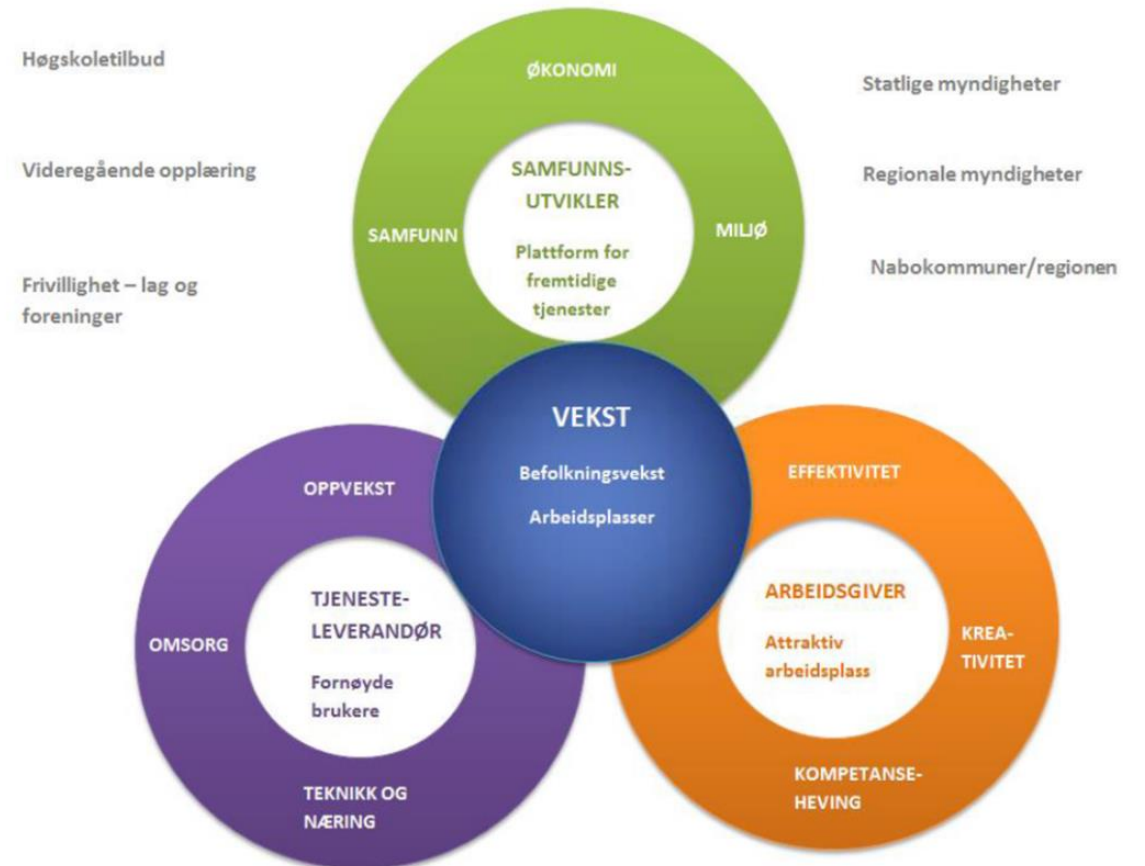 Høgskoletilbud
Videregående opplæring
Frivillighet – lag og
foreninger
Statlige myndigheter
Regionale myndigheter
Nabokommuner/regionen
ØKONOMI
SAMFUNN
MILJØ
SAMFUNNS-
UTVIKLER
Plattform for
fremtidige
tjenester
VEKST
Befolkningsvekst
Arbeidsplasser
OPPVEKST
OMSORG
TJENESTE-
LEVERANDØR
Fornøyde
brukere
TEKNIKK OG
NÆRING
EFFEKTIVITET
ARBEIDSGIVER
Attraktiv
arbeidsplass
KREA-
TIVITET
KOMPETANSE-
HEVING